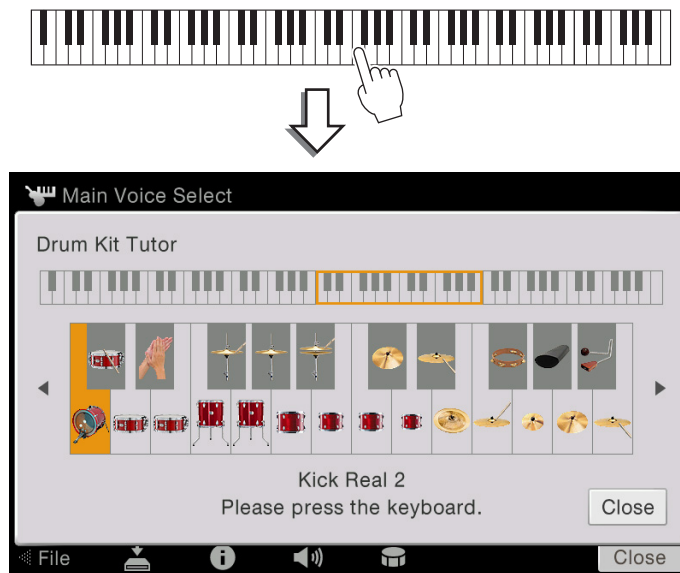 Main Voice Select
Drum Kit Tutor
Kick Real 2
Please press the keyboard.
Close
File
Close